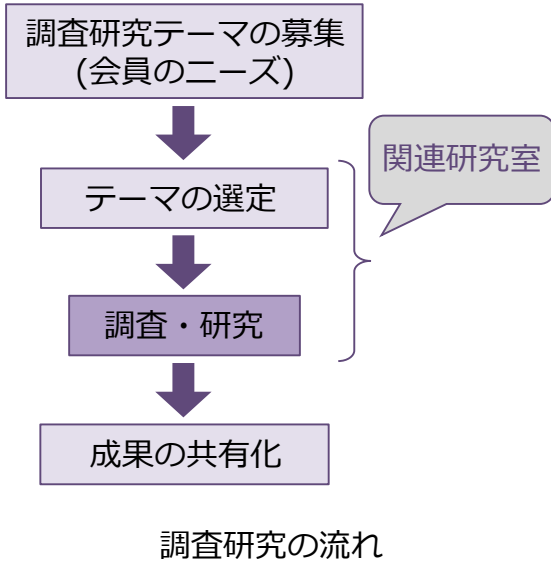 調査研究テーマの募集
(会員のニーズ)
関連研究室
テーマの選定
調査・研究
成果の共有化
調査研究の流れ